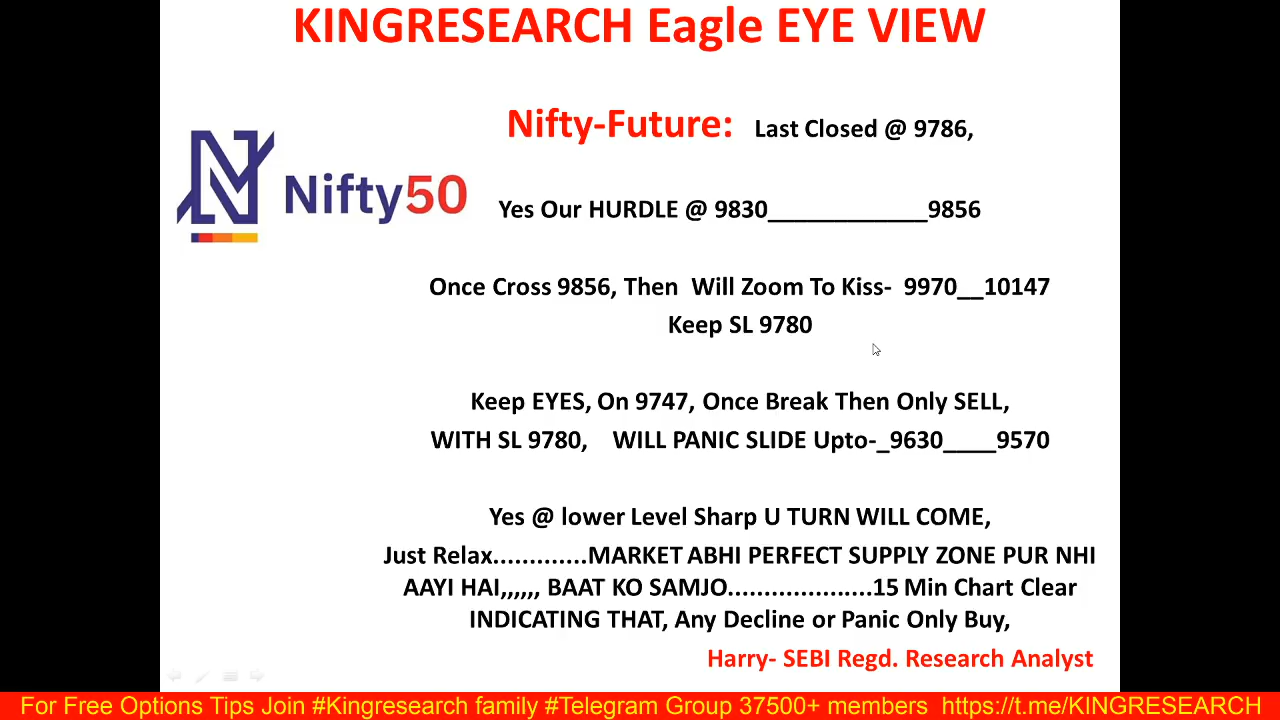 KINGRESEARCH Eagle EYE VIEW
Nifty-Future: Last Closed @ 9786,
Nifty50
Yes Our HURDLE @ 9830____________9856
Once Cross 9856, Then Will Zoom To Kiss- 9970__10147
Keep SL 9780
Keep EYES, On 9747, Once Break Then Only SELL,
WITH SL 9780, WILL PANIC SLIDE Upto-_9630____9570
Yes @ lower Level Sharp U TURN WILL COME,
Just Relax.............MARKET ABHI PERFECT SUPPLY ZONE PUR NHI
AAYI HAI,,,,,, BAAT KO SAMJO....................15 Min Chart Clear
INDICATING THAT, Any Decline or Panic Only Buy,
Harry- SEBI Regd. Research Analyst
For Free Options Tips Join #Kingresearch family #Telegram Group 37500+ members https://t.me/KINGRESEARCH